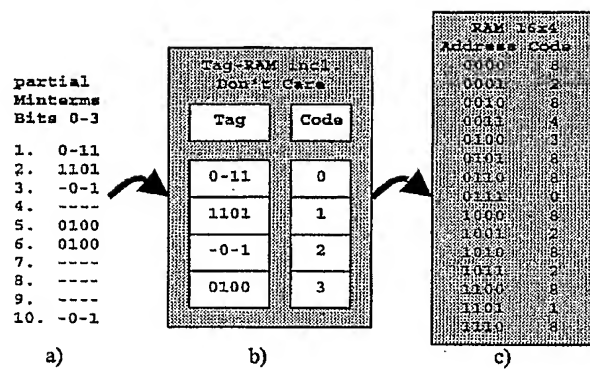 partial
Minterms
Bits 0-3
1. 0-11
2. 1101
3. -0-1
4. ----
5. 0100
6. 0100
7. ----
8. ----
9. ----
10. -0-1
a)
Tag-RAM incl.
Don't Care
Tag Code
0-11 0
1101 1
-0-1 2
0100 3
b)
RAM 16x4
Address Code
0000 8
0001 2
0010 8
0011 4
0100 3
0101 8
0110 8
0111 0
1000 8
1001 2
1010 8
1011 2
1100 8
1101 1
1110 8
c)